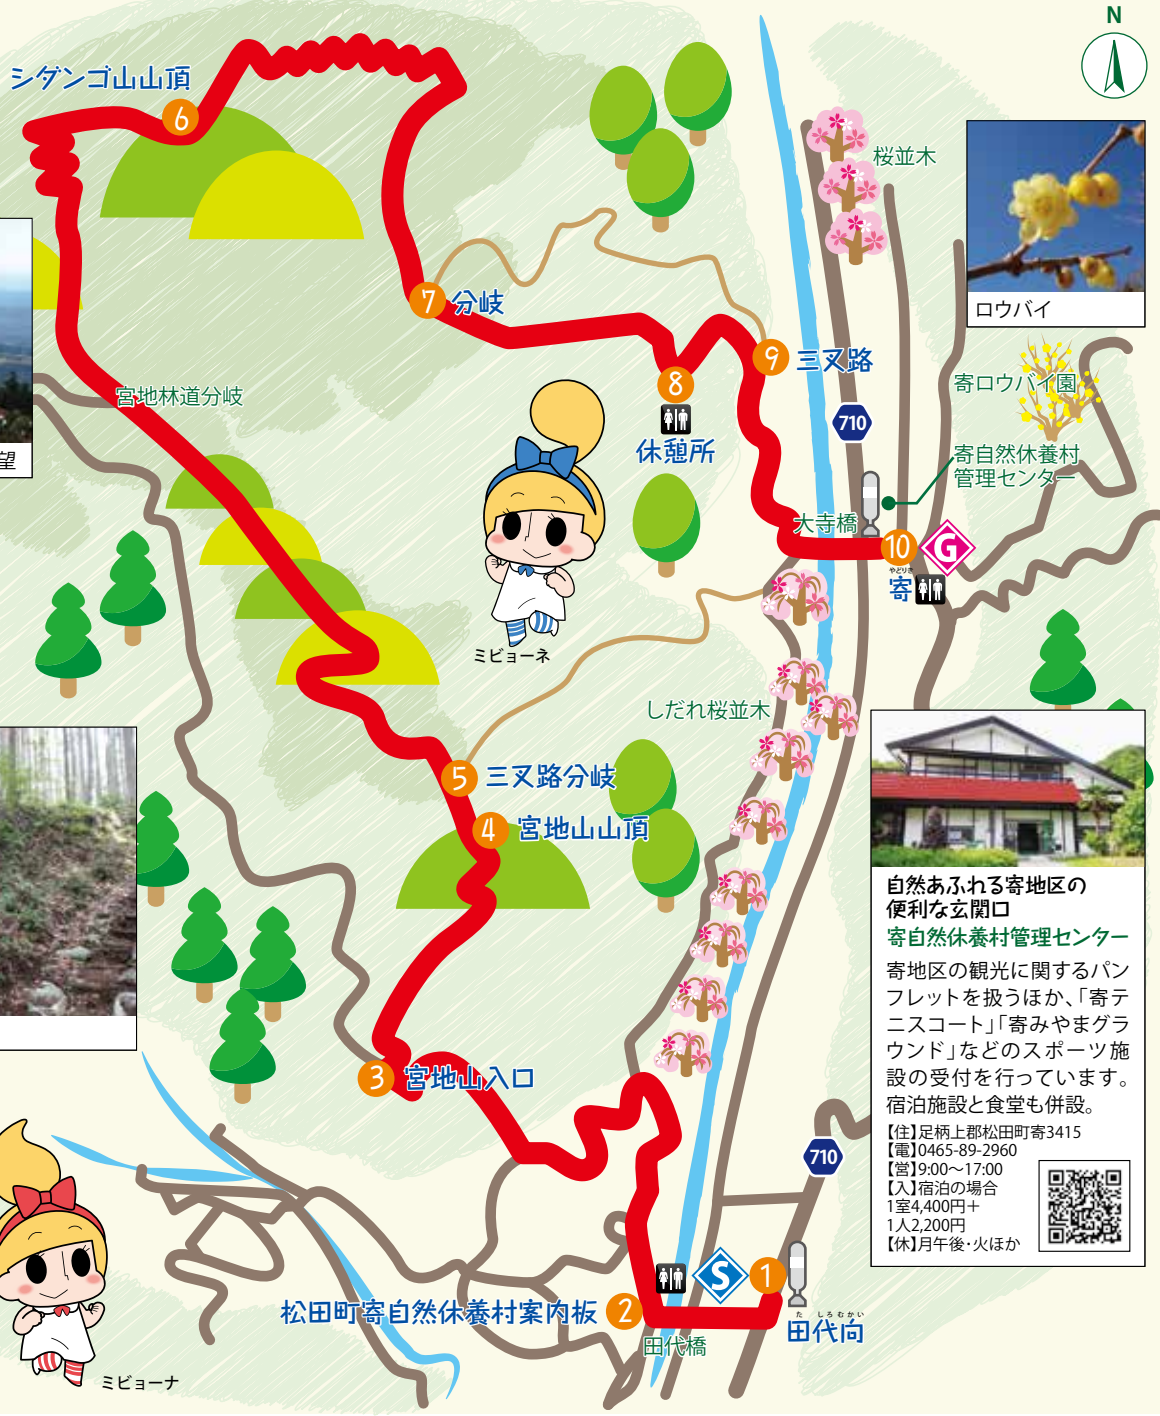 N
シダンゴ山山頂
6
桜並木
ロウバイ
7 分岐
9 三叉路
8
休憩所
710
宮地林道分岐
望
寄ロウバイ園
寄自然休養村
管理センター
大寺橋
10
G
やどりき
寄
ミビョーネ
しだれ桜並木
5 三叉路分岐
4 宮地山山頂
自然あふれる寄地区の
便利な玄関口
寄自然休養村管理センター
寄地区の観光に関するパン
フレットを扱うほか、「寄テ
ニスコート」「寄みやまグラ
ウンド」などのスポーツ施
設の受付を行っています。
宿泊施設と食堂も併設。
【住】足柄上郡松田町寄3415
【電】0465-89-2960
【営】9:00〜17:00
【入】宿泊の場合
1室4,400円＋
1人2,200円
【休】月午後・火ほか
3 宮地山入口
710
S
1
松田町寄自然休養村案内板 2
た しろむかい
田代向
田代橋
ミビョーナ